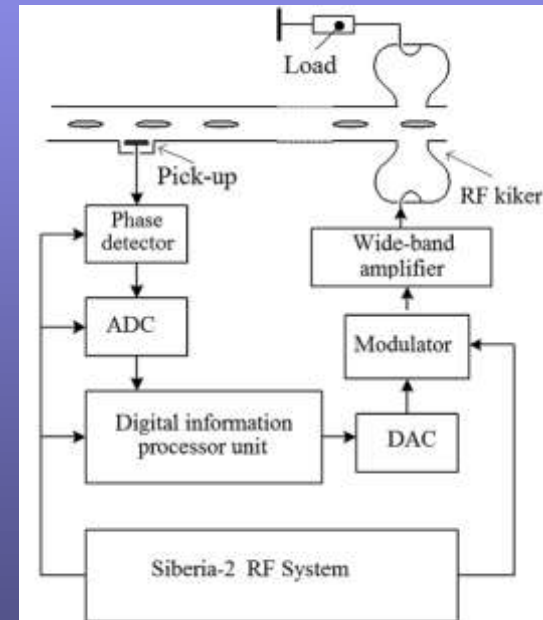 Load
Pick-up
RF kiker
Phase
detector
Wide-band
amplifier
ADC
Modulator
Digital information
processor unit
DAC
Siberia-2 RF System